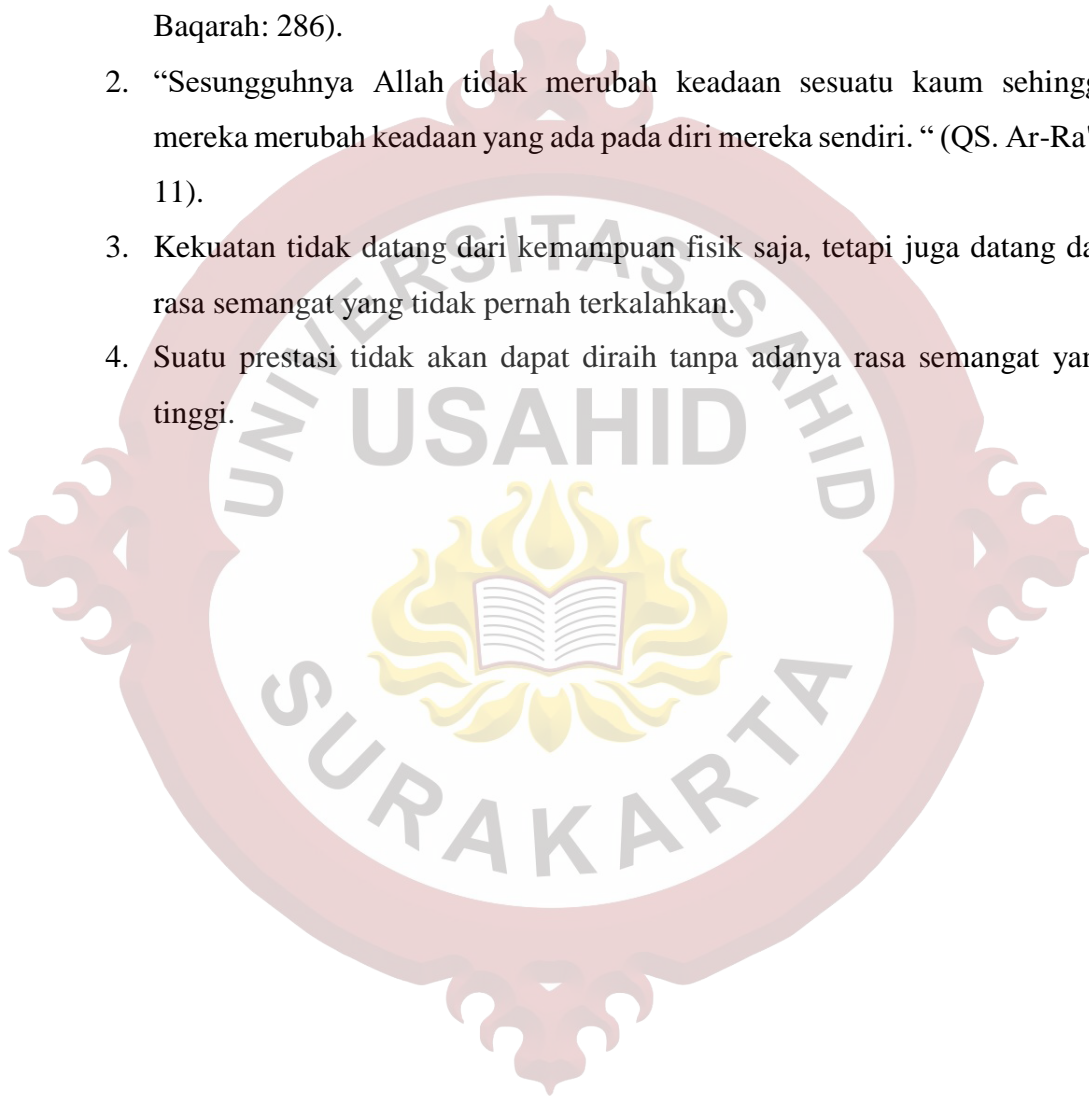 Baqarah: 286).
2. “Sesungguhnya Allah tidak merubah keadaan sesuatu kaum sehingg
mereka merubah keadaan yang ada pada diri mereka sendiri. “ (QS. Ar-Ra'
11).
3. Kekuatan tidak datang dari kemampuan fisik saja, tetapi juga datang da
rasa semangat yang tidak pernah terkalahkan.
4. Suatu prestasi tidak akan dapat diraih tanpa adanya rasa semangat yan
tinggi.
UNIVERSITAS SAHID
USAHID
SURAKARTA